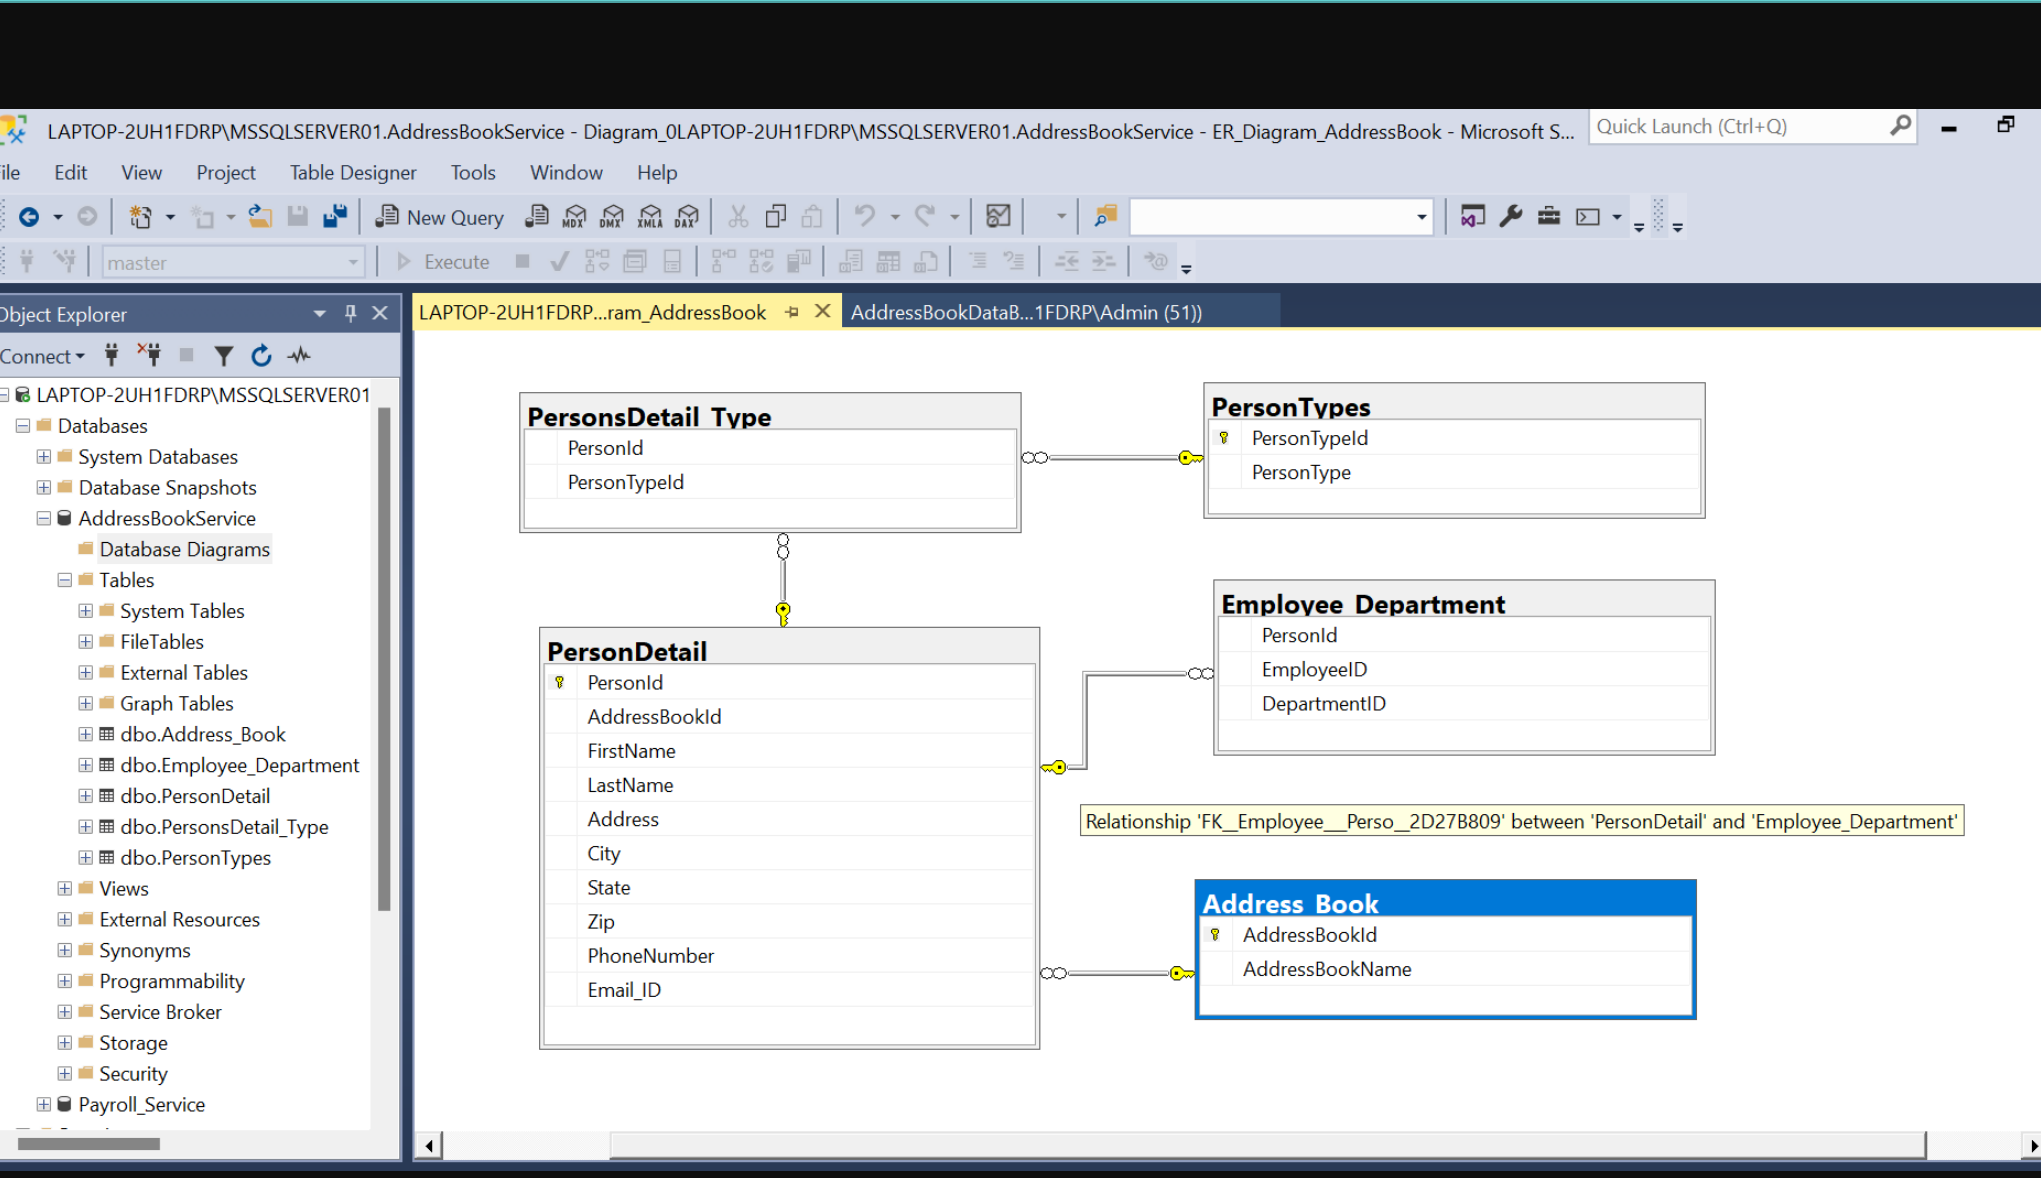 LAPTOP-2UH1FDRP\MSSQLSERVER01.AddressBookService - Diagram_0LAPTOP-2UH1FDRP\MSSQLSERVER01.AddressBookService - ER_Diagram_AddressBook - Microsoft S...
Quick Launch (Ctrl+Q)
ile Edit View Project Table Designer Tools Window Help
New Query MDX DMX XMLA DAX
master Execute
Object Explorer
LAPTOP-2UH1FDRP...ram_AddressBook
AddressBookDataB...1FDRP\Admin (51))
Connect
LAPTOP-2UH1FDRP\MSSQLSERVER01
Databases
System Databases
Database Snapshots
AddressBookService
Database Diagrams
Tables
System Tables
FileTables
External Tables
Graph Tables
dbo.Address_Book
dbo.Employee_Department
dbo.PersonDetail
dbo.PersonsDetail_Type
dbo.PersonTypes
Views
External Resources
Synonyms
Programmability
Service Broker
Storage
Security
Payroll_Service
PersonsDetail_Type
PersonId
PersonTypeId
PersonTypes
PersonTypeId
PersonType
Employee_Department
PersonId
EmployeeID
DepartmentID
PersonDetail
PersonId
AddressBookId
FirstName
LastName
Address
City
State
Zip
PhoneNumber
Email_ID
Relationship 'FK__Employee__Perso__2D27B809' between 'PersonDetail' and 'Employee_Department'
Address_Book
AddressBookId
AddressBookName